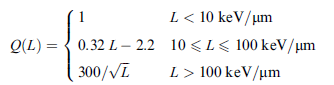 1 L < 10 keV/μm
Q(L) = { 0.32 L – 2.2 10 ⩽ L ⩽ 100 keV/μm
300/√L L > 100 keV/μm